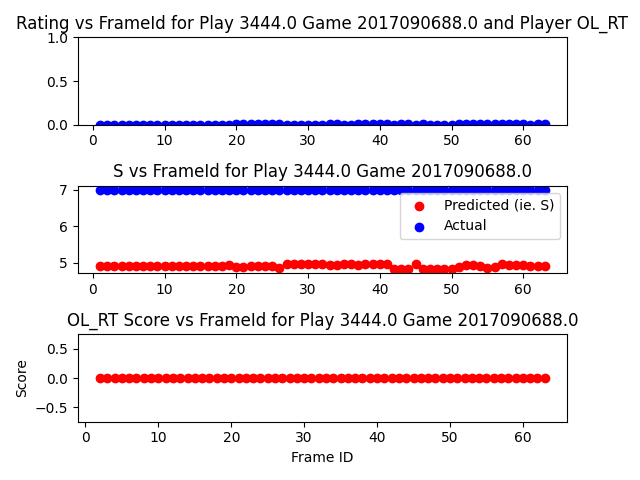 Rating vs FrameId for Play 3444.0 Game 2017090688.0 and Player OL_RT
1.0
0.5
0.0
0 10 20 30 40 50 60
S vs FrameId for Play 3444.0 Game 2017090688.0
7
6
5
Predicted (ie. S)
Actual
0 10 20 30 40 50 60
OL_RT Score vs FrameId for Play 3444.0 Game 2017090688.0
Score
0.5
0.0
−0.5
0 10 20 30 40 50 60
Frame ID